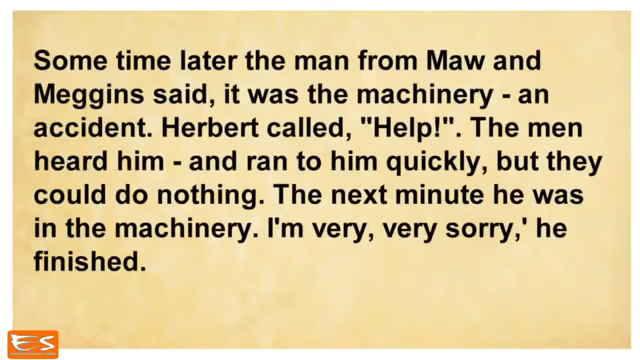 Some time later the man from Maw and
Meggins said, it was the machinery - an
accident. Herbert called, "Help!". The men
heard him - and ran to him quickly, but they
could do nothing. The next minute he was
in the machinery. I'm very, very sorry,' he
finished.
ES